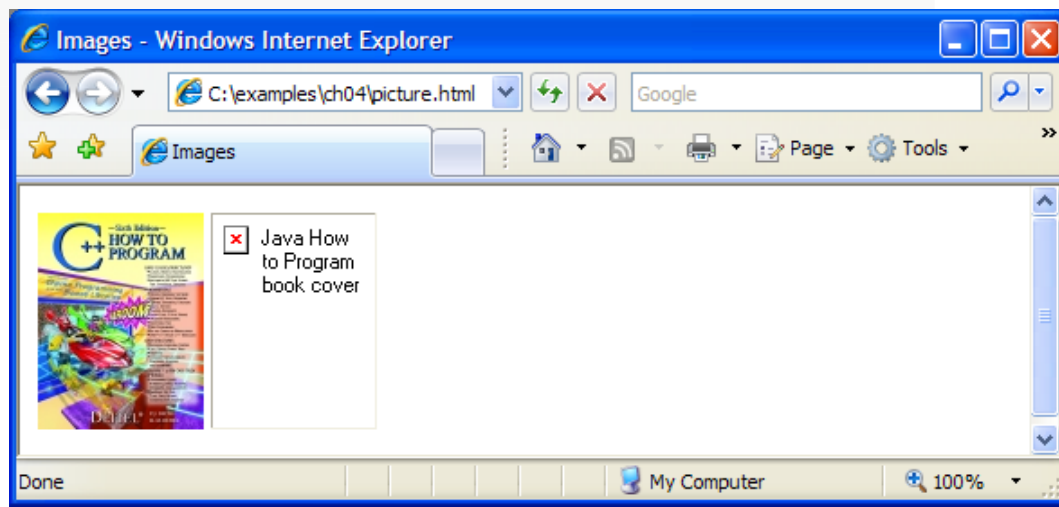 Images - Windows Internet Explorer
C:\examples\ch04\picture.html
Google
Images
Page
Tools
»
C++
Sixth Edition
HOW TO
PROGRAM
DEITEL
Java How
to Program
book cover
Done
My Computer
100%